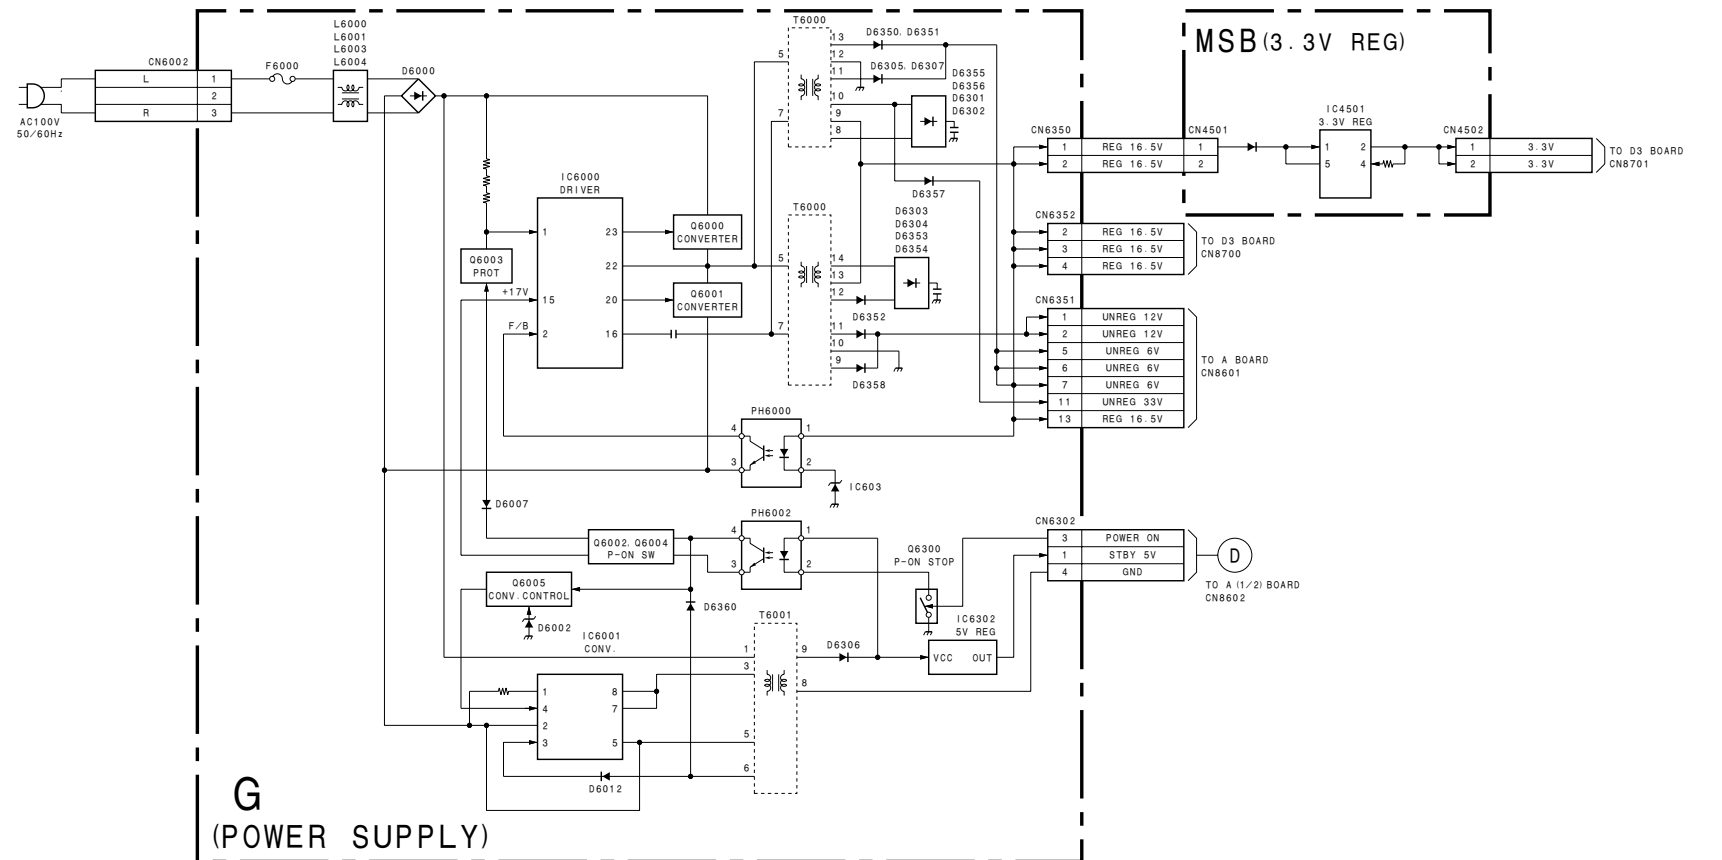 L6000
L6001
L6003
L6004
CN6002
F6000
D6000
L
R
1
2
3
AC100V
50/60Hz
T6000
5
7
13
12
11
10
9
8
D6350, D6351
D6305, D6307
D6355
D6356
D6301
D6302
D6357
MSB (3.3V REG)
IC4501
3.3V REG
1
5
2
4
CN6350
1 REG 16.5V
2 REG 16.5V
CN4501
1
2
CN4502
1 3.3V
2 3.3V
TO D3 BOARD
CN8701
IC6000
DRIVER
1
15
2
23
22
20
16
Q6003
PROT
+17V
F/B
Q6000
CONVERTER
Q6001
CONVERTER
T6000
5
7
14
13
12
11
10
9
D6303
D6304
D6353
D6354
D6352
D6358
CN6352
2 REG 16.5V
3 REG 16.5V
4 REG 16.5V
TO D3 BOARD
CN8700
CN6351
1 UNREG 12V
2 UNREG 12V
5 UNREG 6V
6 UNREG 6V
7 UNREG 6V
11 UNREG 33V
13 REG 16.5V
TO A BOARD
CN8601
PH6000
4
3
1
2
IC603
D6007
Q6002, Q6004
P-ON SW
PH6002
4
3
1
2
Q6300
P-ON STOP
CN6302
3 POWER ON
1 STBY 5V
4 GND
D
TO A (1/2) BOARD
CN8602
Q6005
CONV. CONTROL
D6002
D6360
IC6001
CONV.
1
4
2
3
8
7
5
T6001
1
3
5
6
9
8
D6306
IC6302
5V REG
VCC OUT
D6012
G
(POWER SUPPLY)